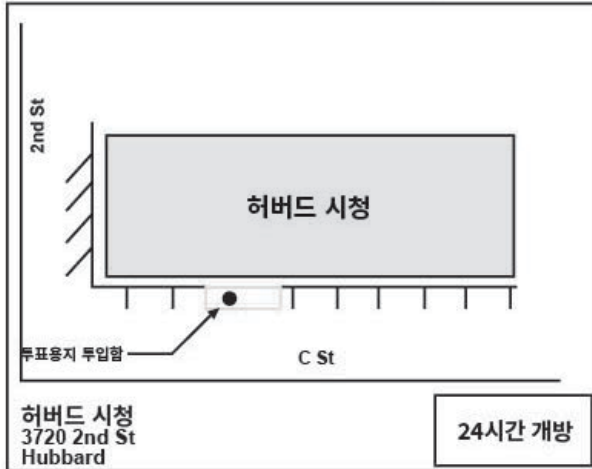 2nd St
허버드 시청
투표용지 투입함
C St
허버드 시청
3720 2nd St
Hubbard
24시간 개방